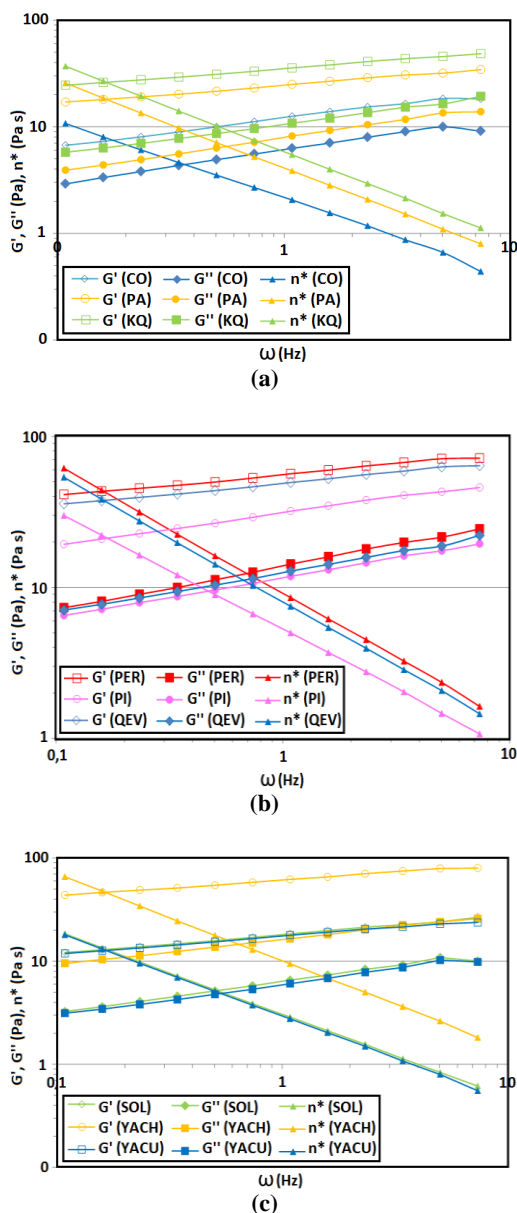 100
10
1
0
G', G'' (Pa), n* (Pa s)
0 1 10
G' (CO) G'' (CO) n* (CO)
G' (PA) G'' (PA) n* (PA)
G' (KQ) G'' (KQ) n* (KQ)
ω (Hz)
(a)
100
10
1
G', G'' (Pa), n* (Pa s)
G' (PER) G'' (PER) n* (PER)
G' (PI) G'' (PI) n* (PI)
G' (QEV) G'' (QEV) n* (QEV)
0,1 1 10
ω (Hz)
(b)
100
10
1
0
G', G'' (Pa), n* (Pa s)
0,1 1 10
G' (SOL) G'' (SOL) n* (SOL)
G' (YACH) G'' (YACH) n* (YACH)
G' (YACU) G'' (YACU) n* (YACU)
ω (Hz)
(c)